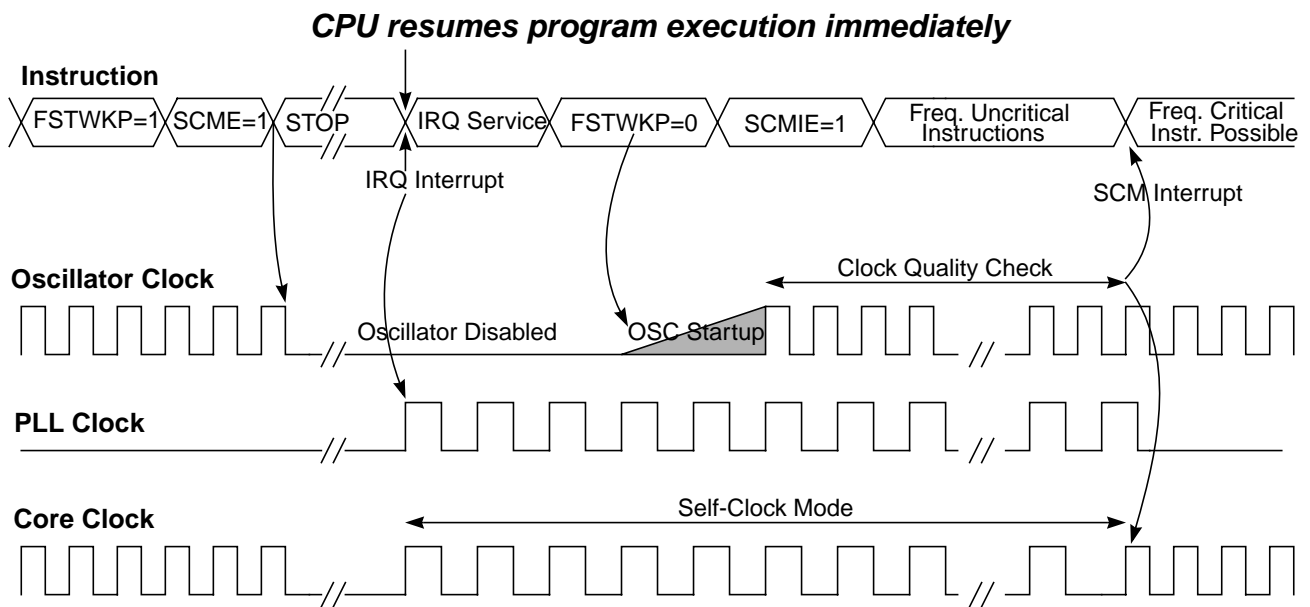 CPU resumes program execution immediately
Instruction
FSTWKP=1
SCME=1
STOP
IRQ Service
FSTWKP=0
SCMIE=1
Freq. Uncritical
Instructions
Freq. Critical
Instr. Possible
IRQ Interrupt
SCM Interrupt
Oscillator Clock
Clock Quality Check
Oscillator Disabled
OSC Startup
PLL Clock
Core Clock
Self-Clock Mode